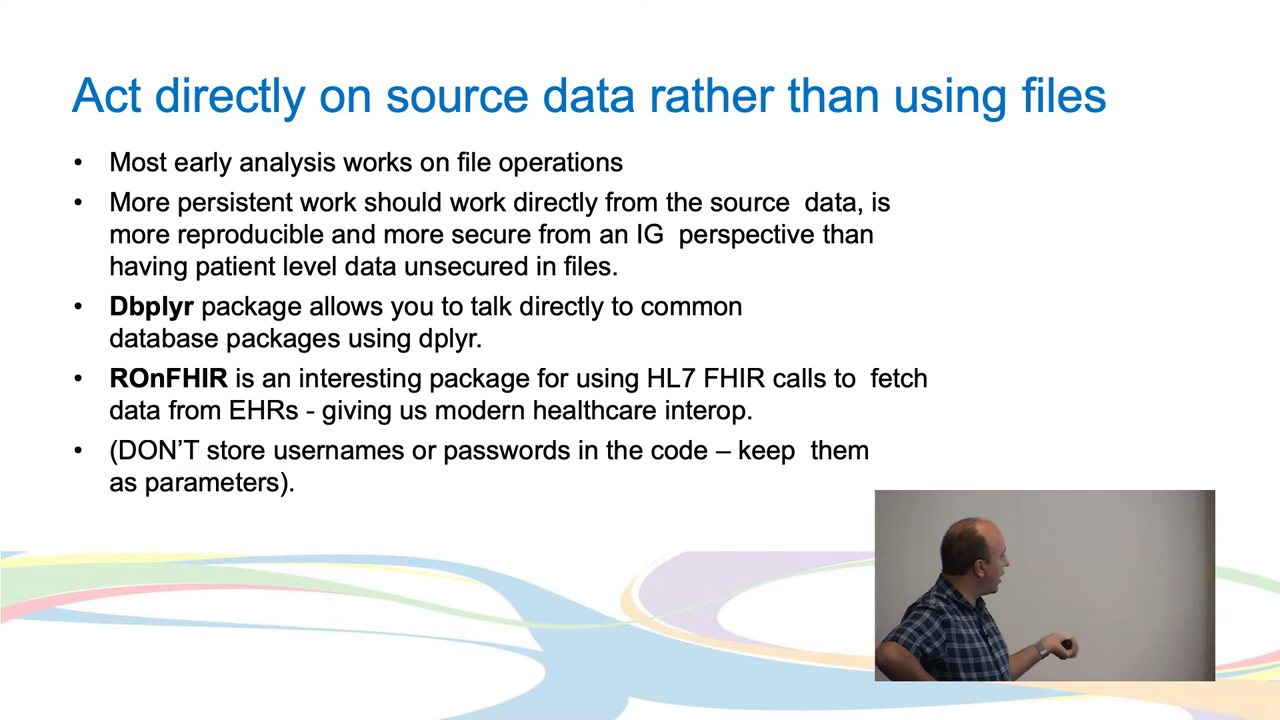 Act directly on source data rather than using files
• Most early analysis works on file operations
• More persistent work should work directly from the source data, is
more reproducible and more secure from an IG perspective than
having patient level data unsecured in files.
• Dbplyr package allows you to talk directly to common
database packages using dplyr.
• ROnFHIR is an interesting package for using HL7 FHIR calls to fetch
data from EHRs - giving us modern healthcare interop.
• (DON’T store usernames or passwords in the code – keep them
as parameters).